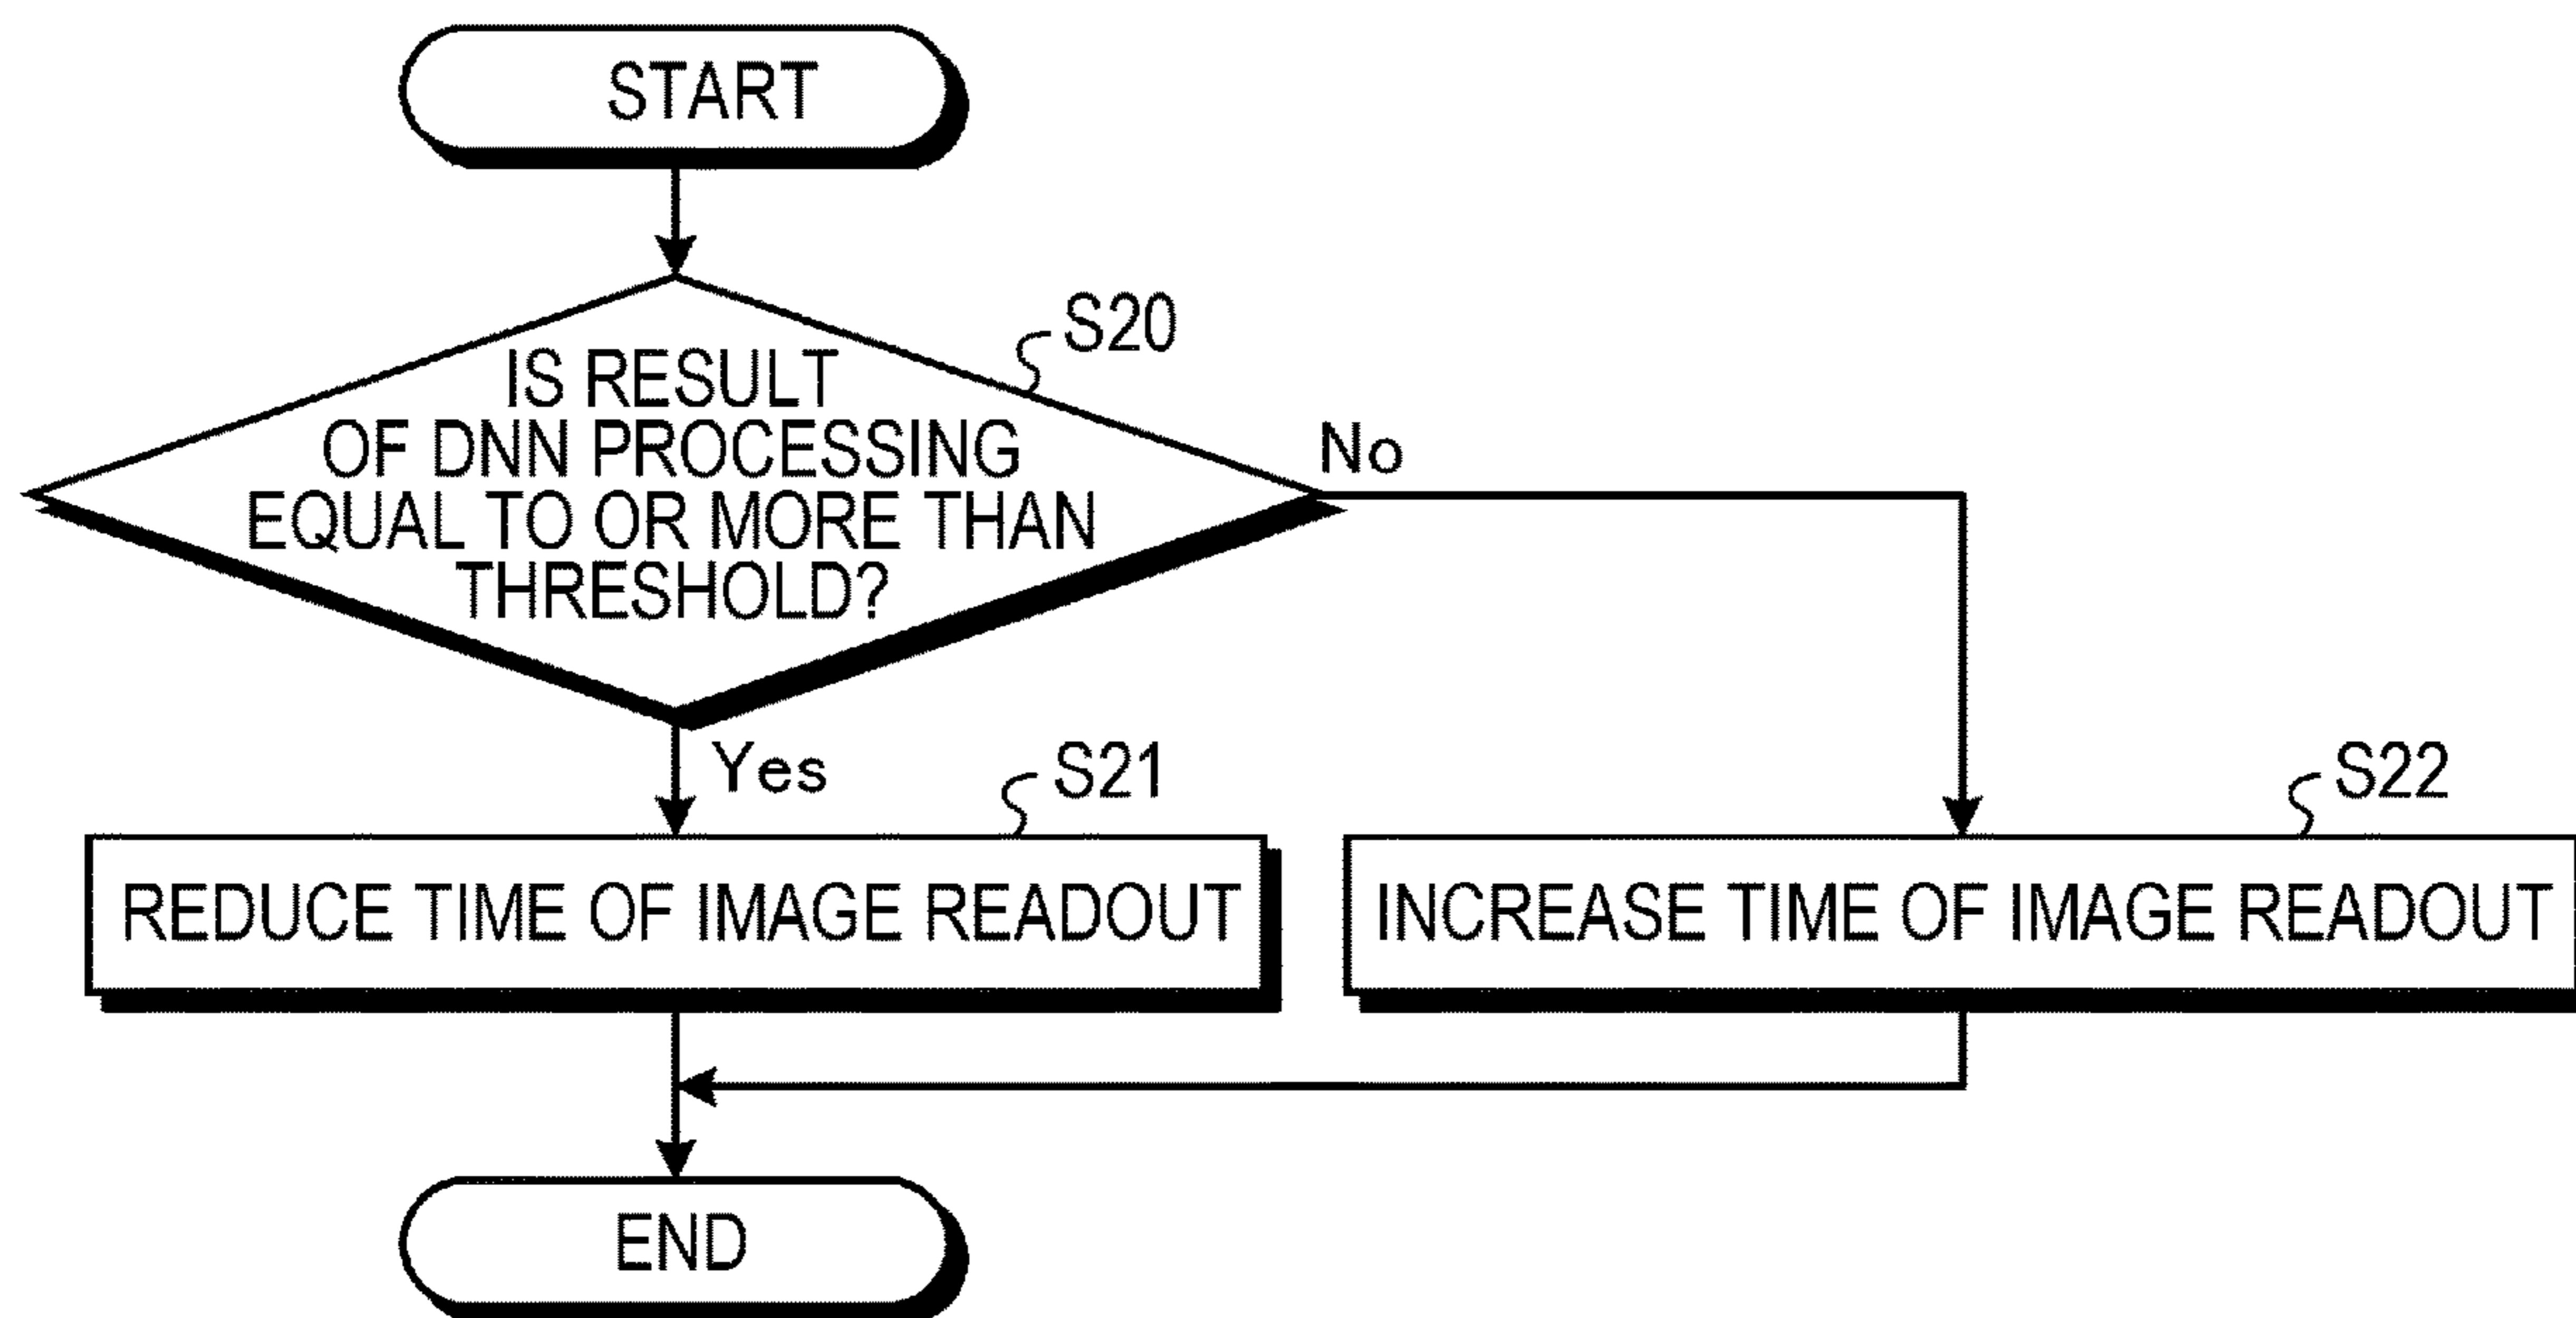 START
S20
IS RESULT
OF DNN PROCESSING
EQUAL TO OR MORE THAN
THRESHOLD?
No
Yes
S21
S22
REDUCE TIME OF IMAGE READOUT
INCREASE TIME OF IMAGE READOUT
END